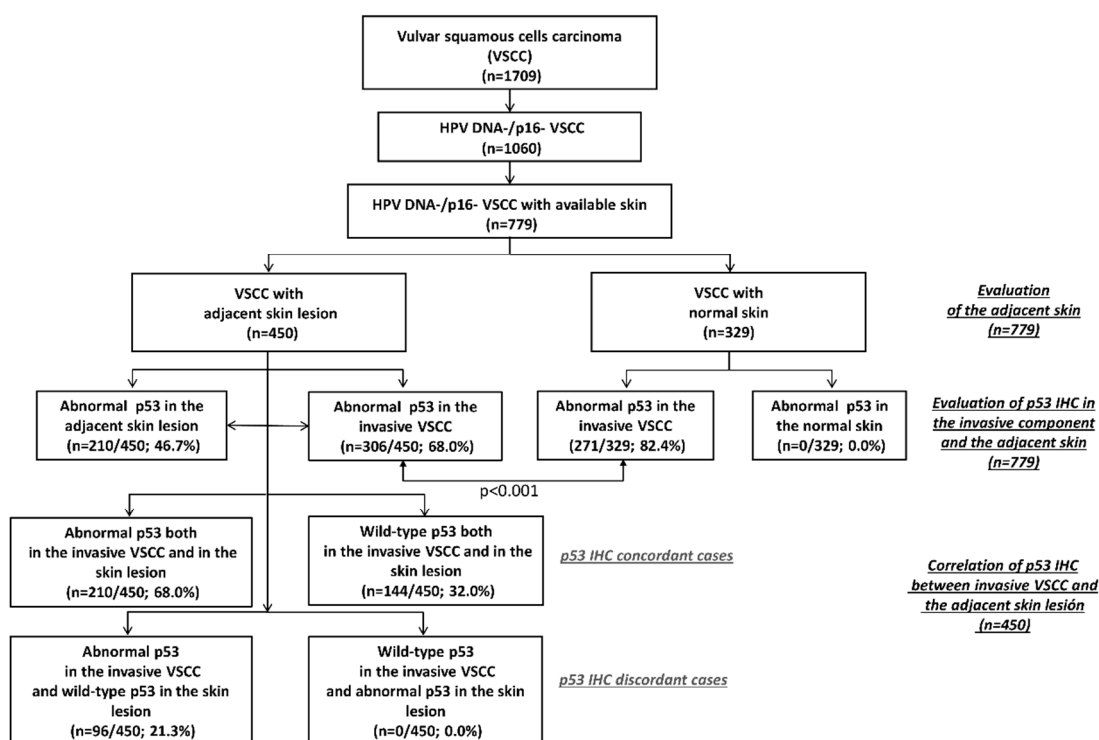 Vulvar squamous cells carcinoma
(VSCC)
(n=1709)
HPV DNA-/p16- VSCC
(n=1060)
HPV DNA-/p16- VSCC with available skin
(n=779)
VSCC with
adjacent skin lesion
(n=450)
VSCC with
normal skin
(n=329)
Evaluation
of the adjacent skin
(n=779)
Abnormal p53 in the
adjacent skin lesion
(n=210/450; 46.7%)
Abnormal p53 in the
invasive VSCC
(n=306/450; 68.0%)
Abnormal p53 in the
invasive VSCC
(271/329; 82.4%)
Abnormal p53 in
the normal skin
(n=0/329; 0.0%)
Evaluation of p53 IHC in
the invasive component
and the adjacent skin
(n=779)
p<0.001
Abnormal p53 both
in the invasive VSCC and in the
skin lesion
(n=210/450; 68.0%)
Wild-type p53 both
in the invasive VSCC and in the
skin lesion
(n=144/450; 32.0%)
p53 IHC concordant cases
Correlation of p53 IHC
between invasive VSCC and
the adjacent skin lesión
(n=450)
Abnormal p53
in the invasive VSCC
and wild-type p53 in the skin
lesion
(n=96/450; 21.3%)
Wild-type p53
in the invasive VSCC
and abnormal p53 in the skin
lesion
(n=0/450; 0.0%)
p53 IHC discordant cases